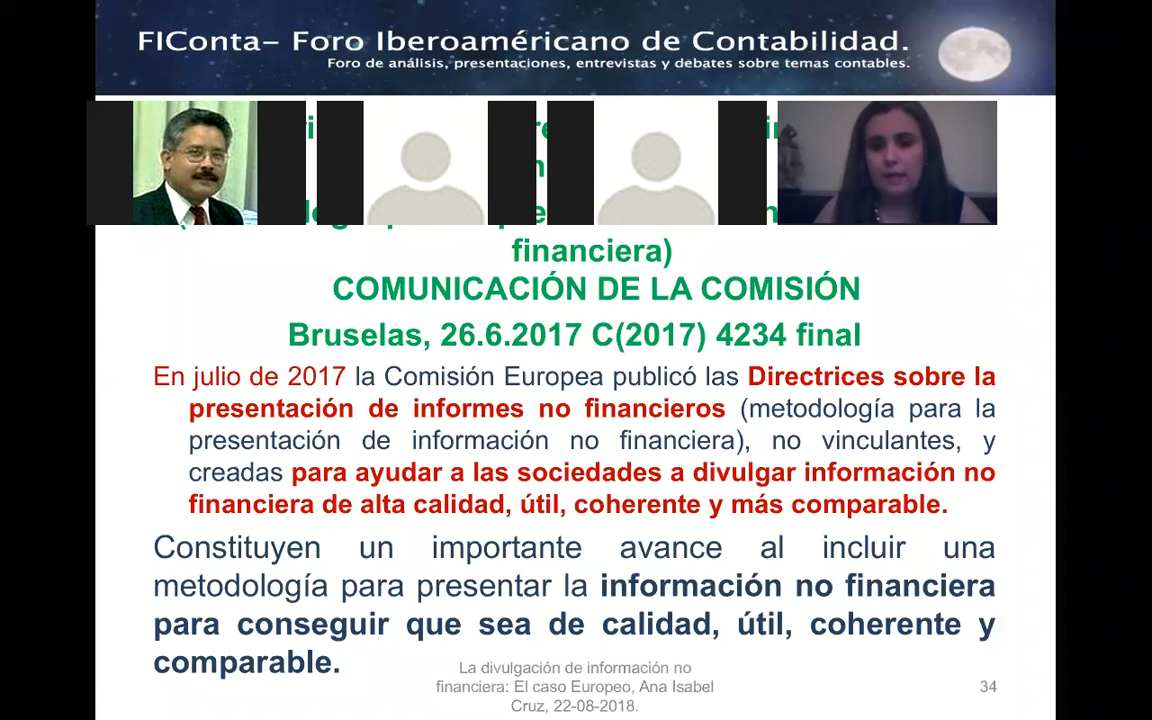 FIConta– Foro Iberoaméricano de Contabilidad.
Foro de análisis, presentaciones, entrevistas y debates sobre temas contables.
financiera)
COMUNICACIÓN DE LA COMISIÓN
Bruselas, 26.6.2017 C(2017) 4234 final
En julio de 2017 la Comisión Europea publicó las Directrices sobre la
presentación de informes no financieros (metodología para la
presentación de información no financiera), no vinculantes, y
creadas para ayudar a las sociedades a divulgar información no
financiera de alta calidad, útil, coherente y más comparable.
Constituyen un importante avance al incluir una
metodología para presentar la información no financiera
para conseguir que sea de calidad, útil, coherente y
comparable.
La divulgación de información no
financiera: El caso Europeo, Ana Isabel
Cruz, 22-08-2018.
34